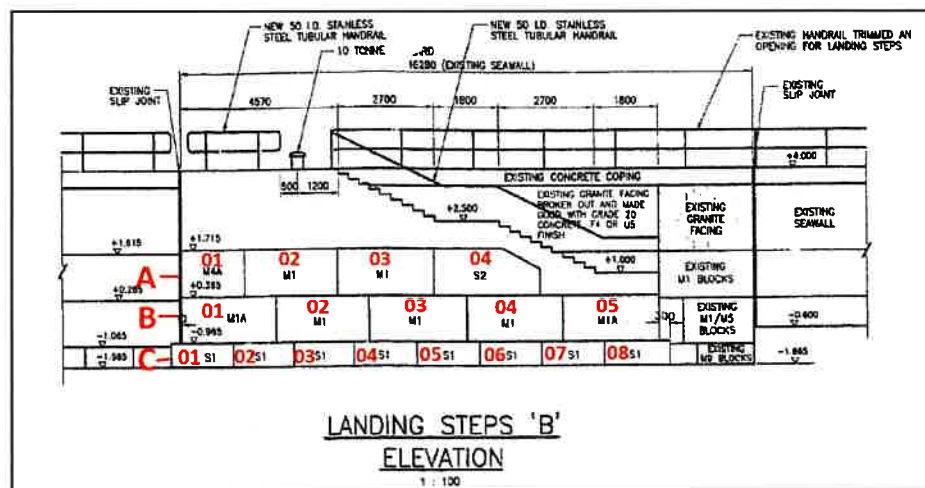 NEW 50 I.D. STAINLESS
STEEL TUBULAR HANDRAIL
10 TONNE
NEW 50 I.D. STAINLESS
STEEL TUBULAR HANDRAIL
EXISTING HANDRAIL TRIMMED AN
OPENING FOR LANDING STEPS
16280 (EXISTING SEAWALL)
EXISTING
SLIP JOINT
4570
2700
1800
2700
1800
EXISTING
SLIP JOINT
+4.000
EXISTING CONCRETE COPING
500
1200
EXISTING GRANITE FACING
BROKEN OUT AND MADE
GOOD WITH GRADE 20
CONCRETE, F4 OR U5
FINISH
+2.500
EXISTING
GRANITE
FACING
EXISTING
SEAWALL
+1.615
+1.715
+1.000
A
01
M4A
02
M1
03
M1
04
S2
EXISTING
M1 BLOCKS
+0.285
+0.285
B
01
M1A
02
M1
03
M1
04
M1
05
M1A
300
EXISTING
M1/M5
BLOCKS
-0.600
-1.065
-0.965
-1.565
C
01 S1
02 S1
03 S1
04 S1
05 S1
06 S1
07 S1
08 S1
EXISTING
BLOCKS
-1.665
LANDING STEPS 'B'
ELEVATION
1 : 100